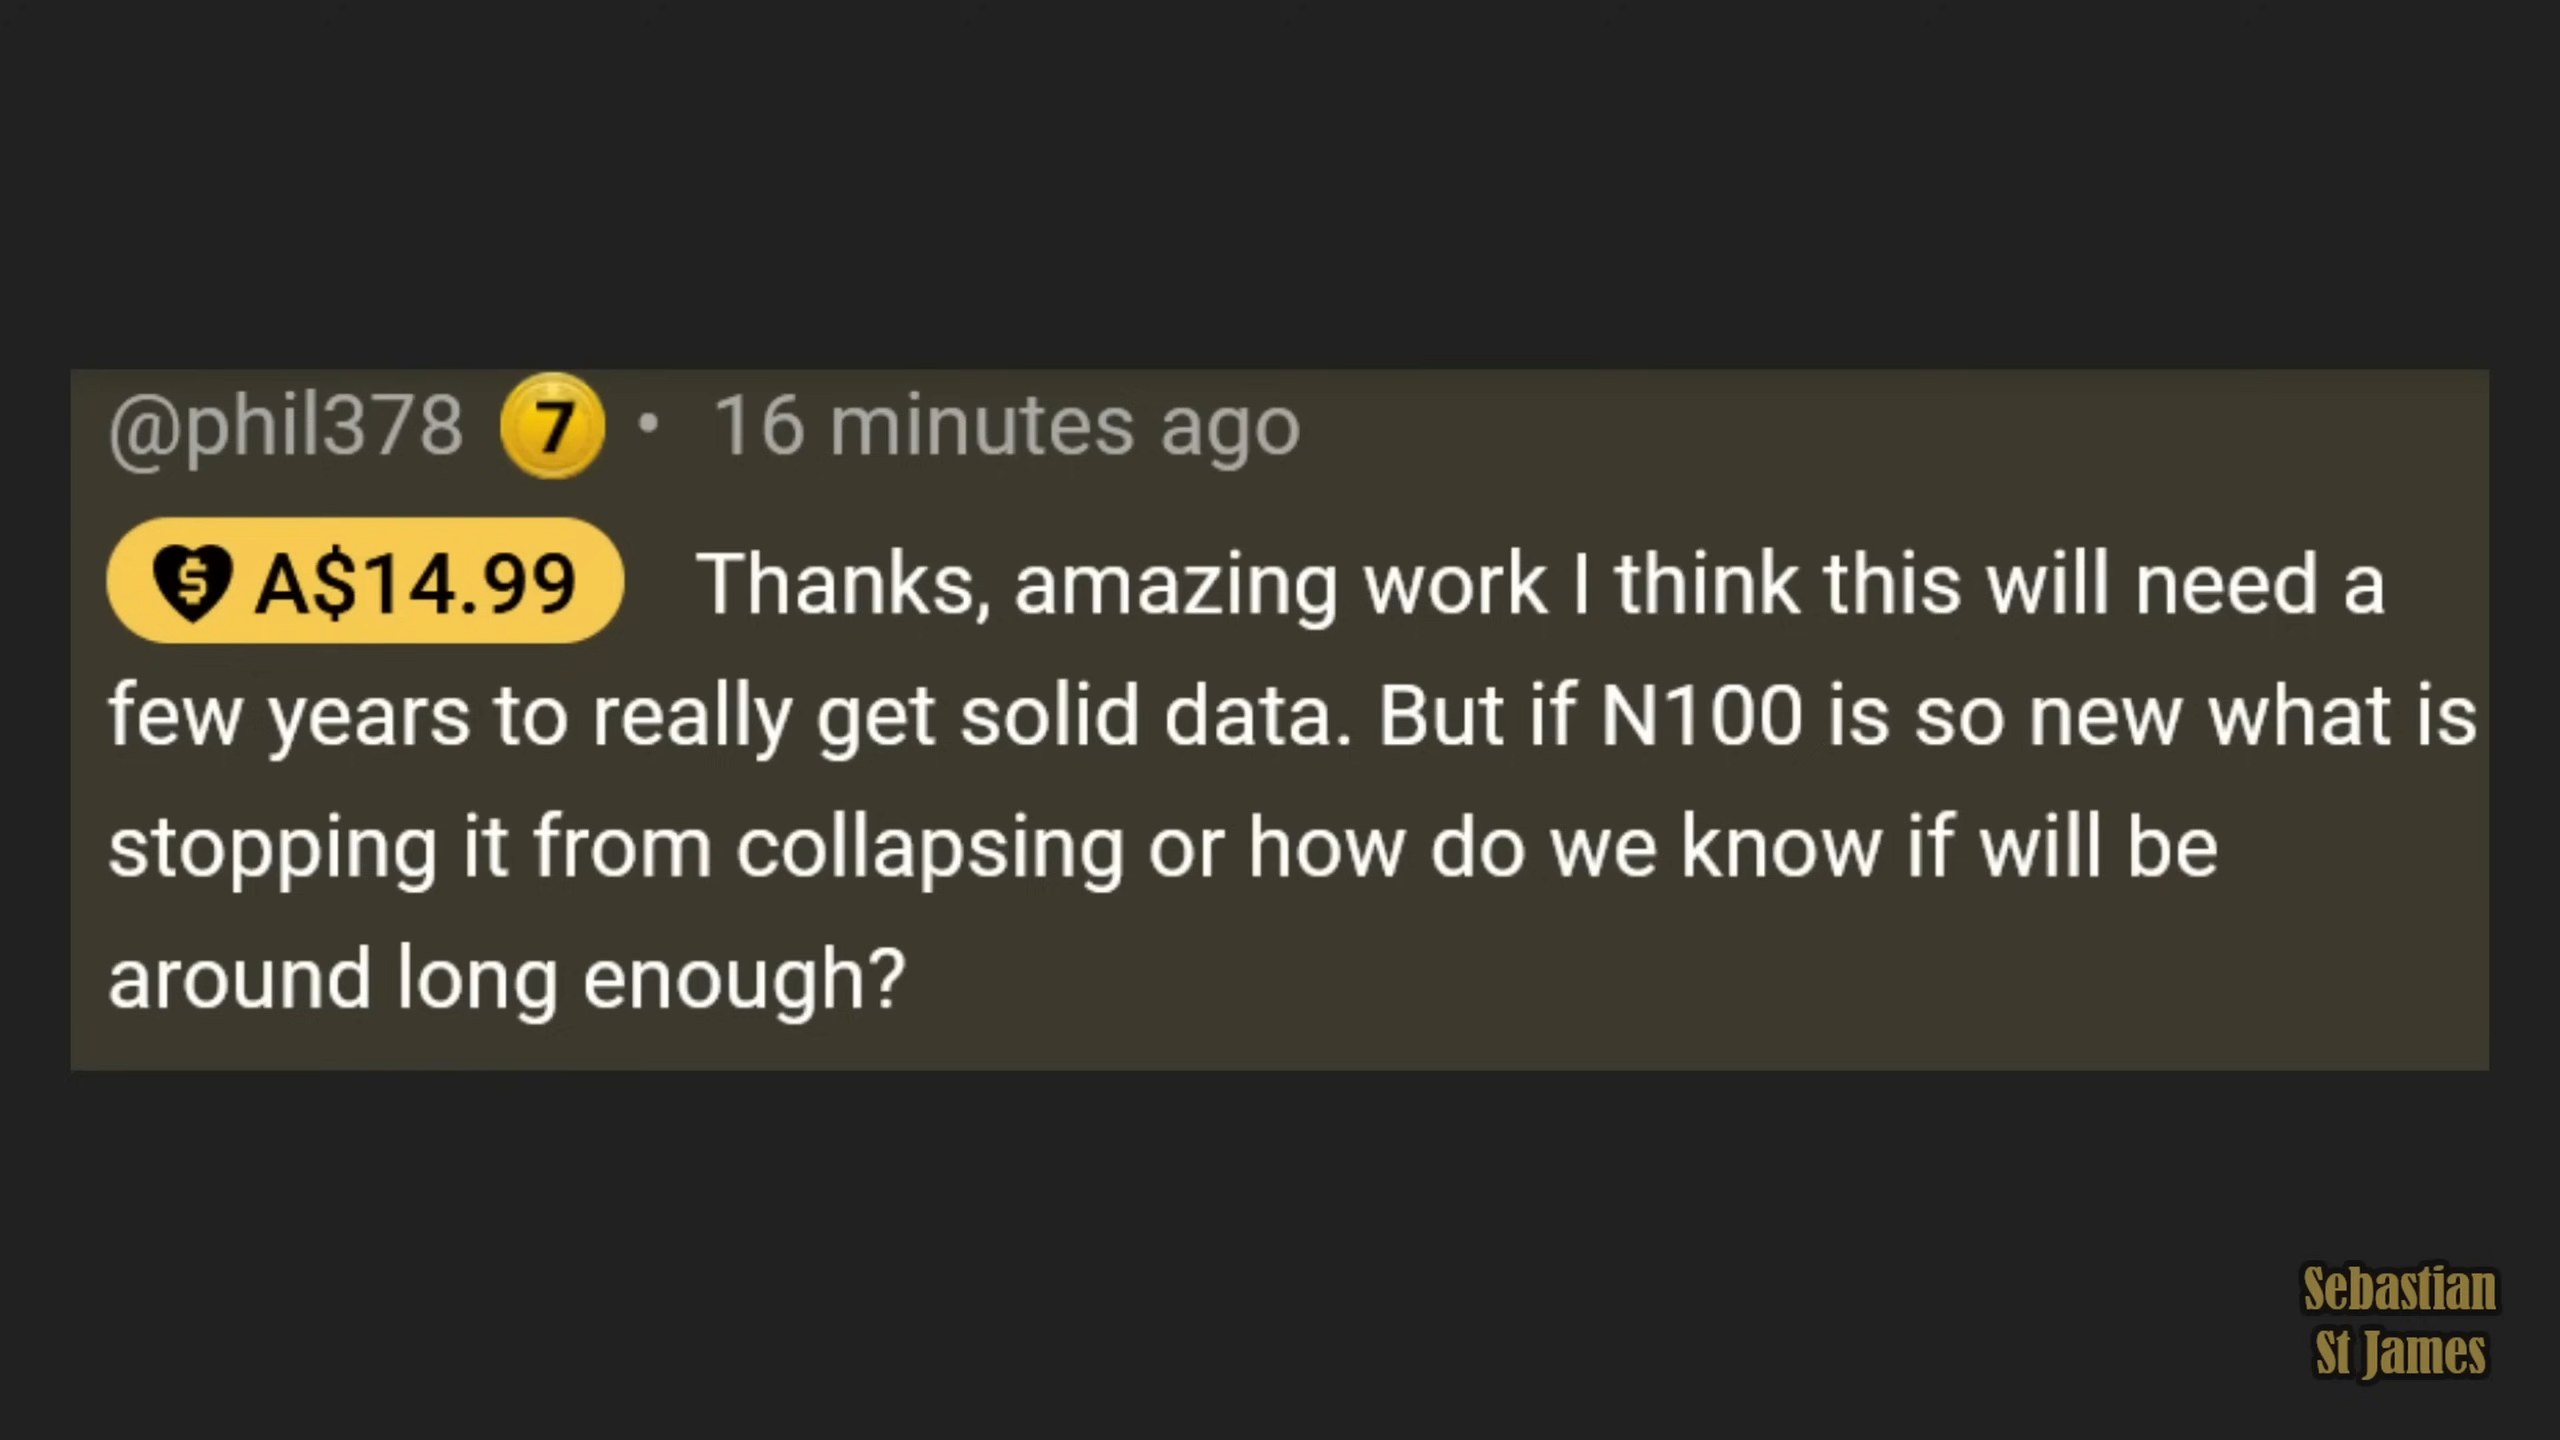 @phil378 7 • 16 minutes ago
$ A$14.99 Thanks, amazing work I think this will need a
few years to really get solid data. But if N100 is so new what is
stopping it from collapsing or how do we know if will be
around long enough?
Sebastian
St James